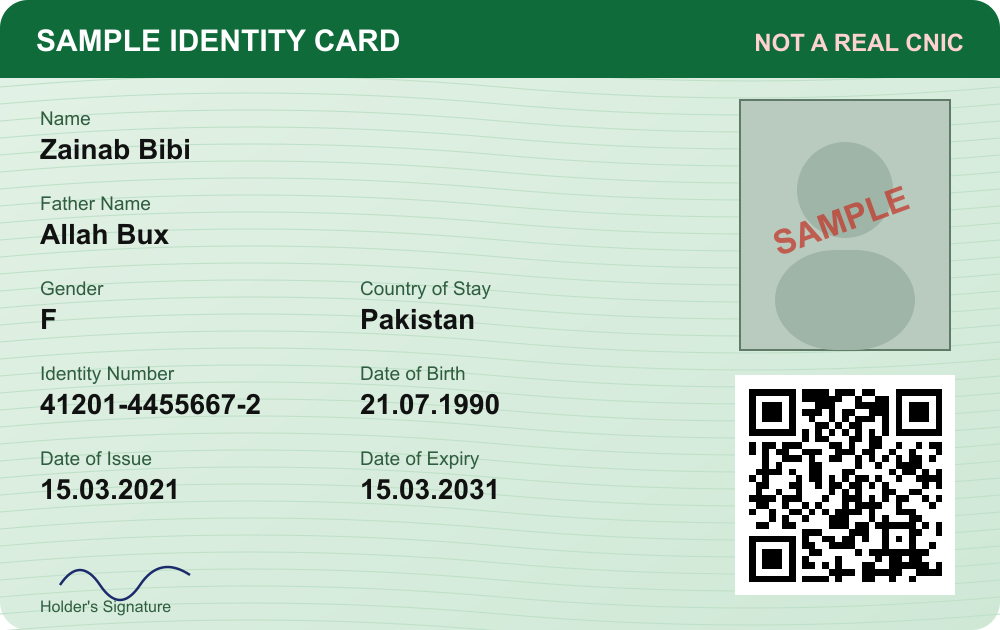 SAMPLE IDENTITY CARD
NOT A REAL CNIC
Name
Zainab Bibi
Father Name
Allah Bux
Gender
Country of Stay
F
Pakistan
Identity Number
Date of Birth
41201-4455667-2
21.07.1990
Date of Issue
Date of Expiry
15.03.2021
15.03.2031
Holder's Signature
SAMPLE